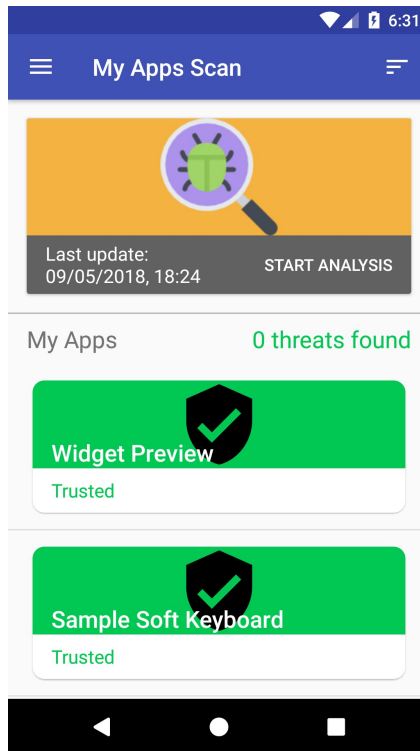 6:31
My Apps Scan
Last update:
09/05/2018, 18:24
START ANALYSIS
My Apps
0 threats found
Widget Preview
Trusted
Sample Soft Keyboard
Trusted